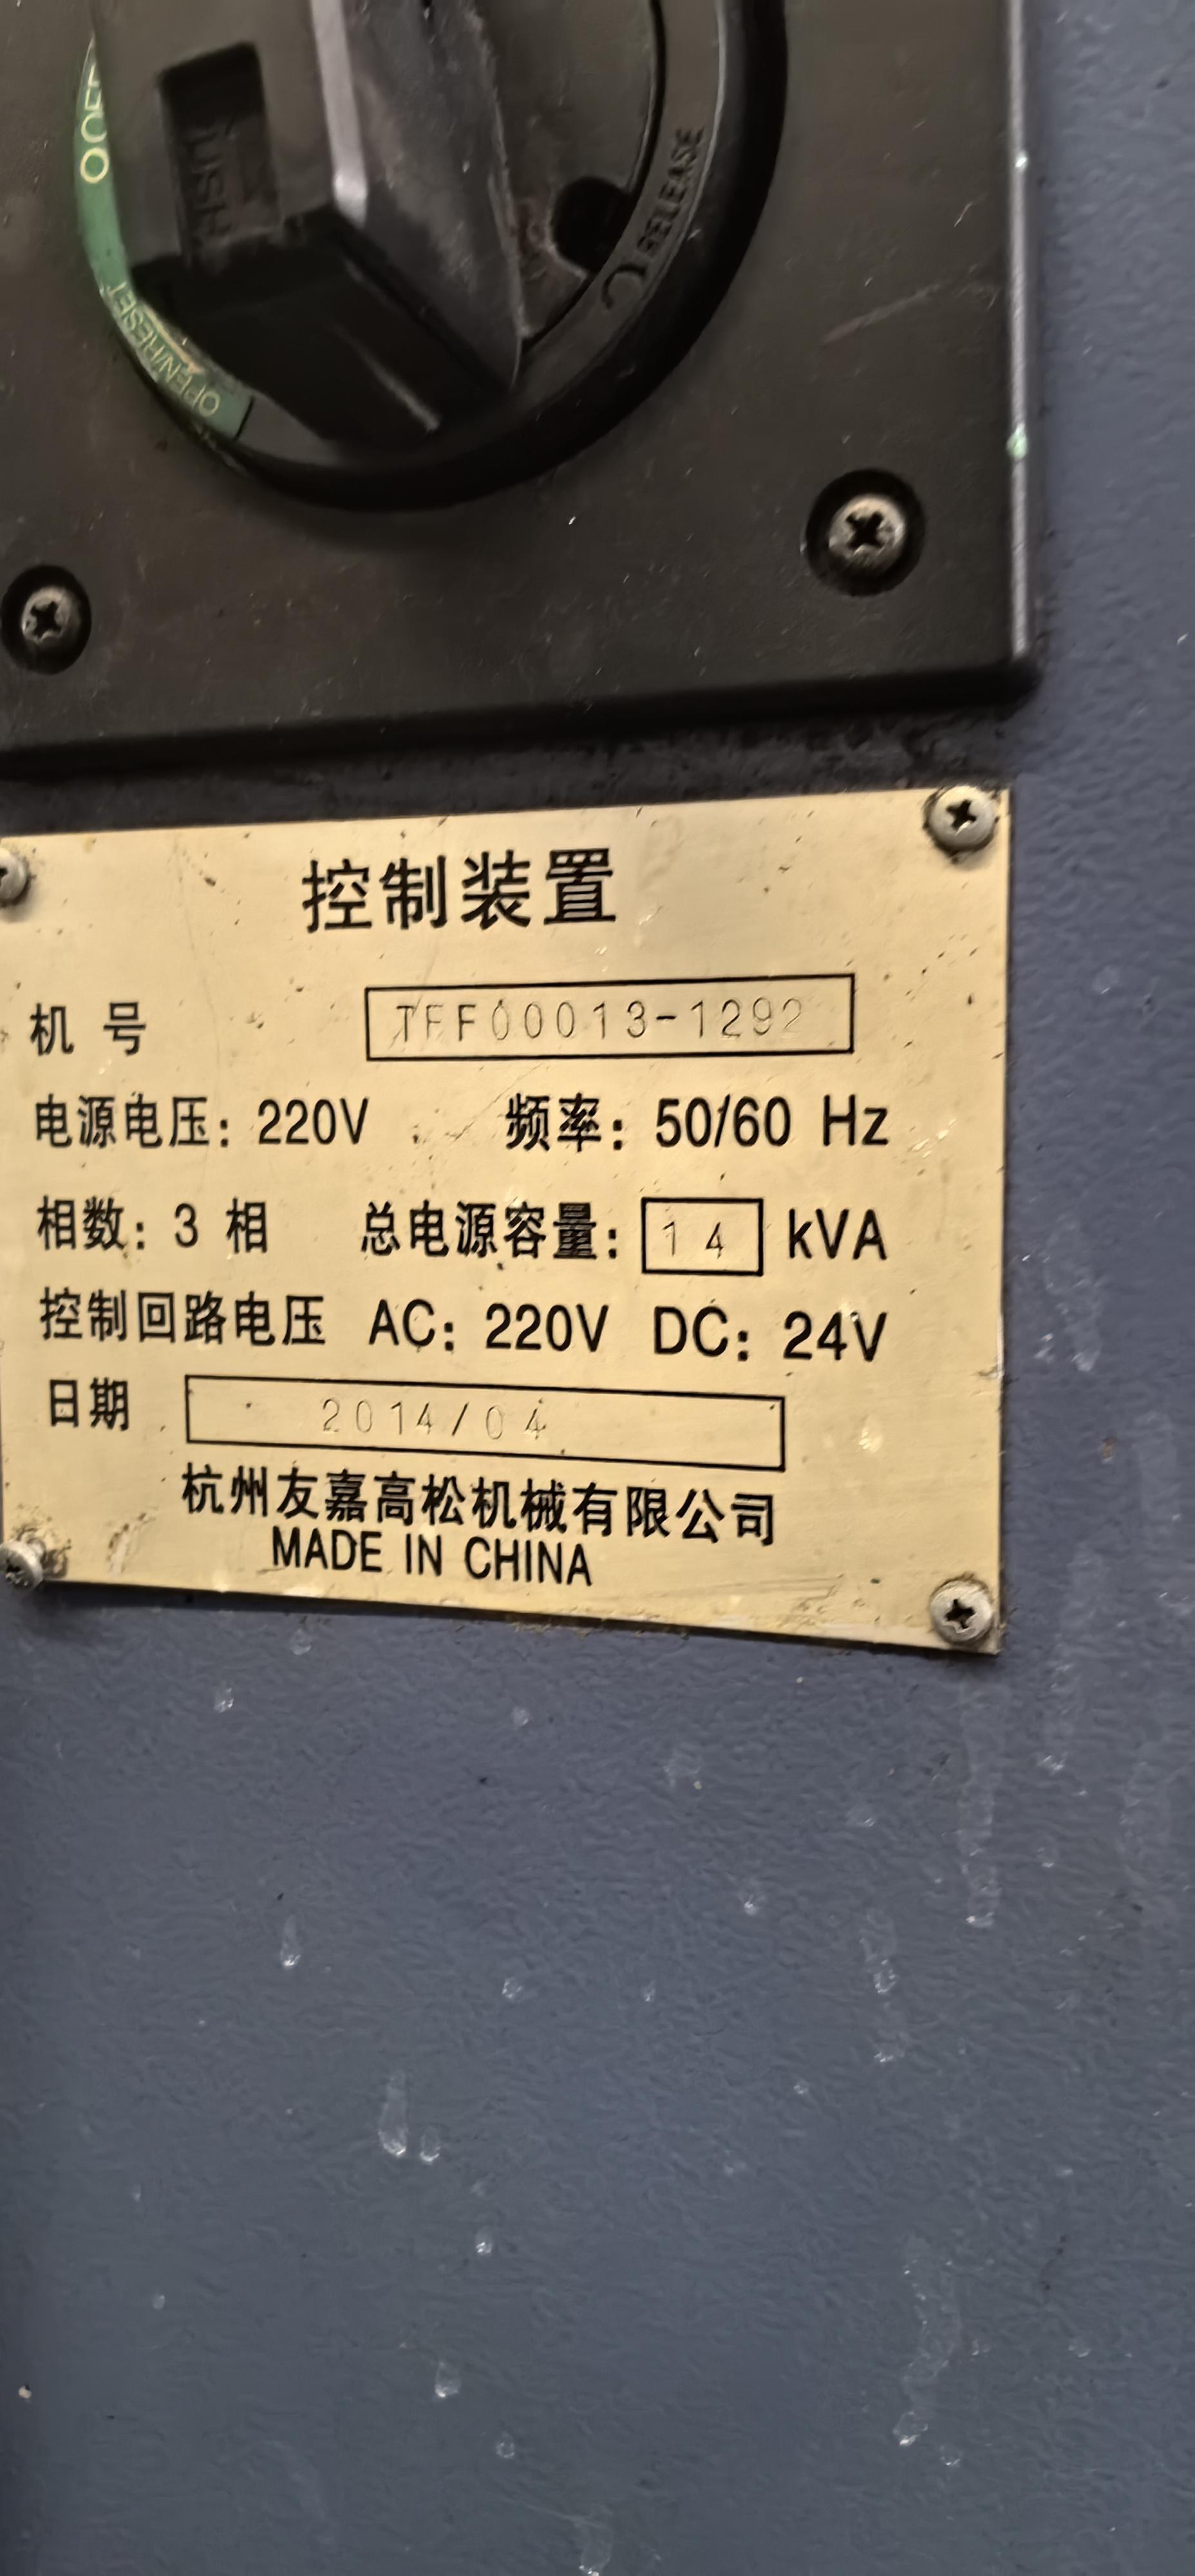 OFF
PUSH
RELEASE
OPEN/RESET
控制装置
机 号 TFF00013-1292
电源电压: 220V 频率: 50/60 Hz
相数: 3 相 总电源容量: 14 kVA
控制回路电压 AC: 220V DC: 24V
日期 2014/04
杭州友嘉高松机械有限公司
MADE IN CHINA